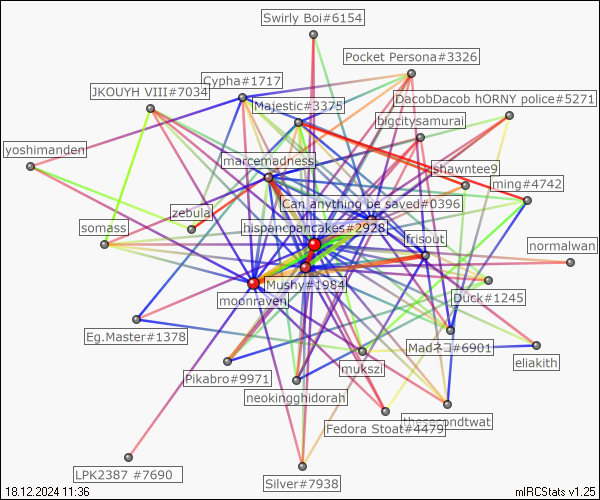 Swirly Boi#6154
Pocket Persona#3326
Cypha#1717
JKOUYH VIII#7034
DacobDacob hORNY police#5271
Majestic#3375
bigcitysamurai
yoshimanden
marcemadness
shawntee9
ming#4742
Can anything be saved#0396
zebula
somass
hispancpancakes#2928
frisout
normalwan
Mushy#1984
moonraven
Duck#1245
Eg.Master#1378
Madネコ#6901
eliakith
mukszi
Pikabro#9971
neokingghidorah
thesecondtwat
Fedora Stoat#4479
LPK2387 #7690
Silver#7938
18.12.2024 11:36
mIRCStats v1.25